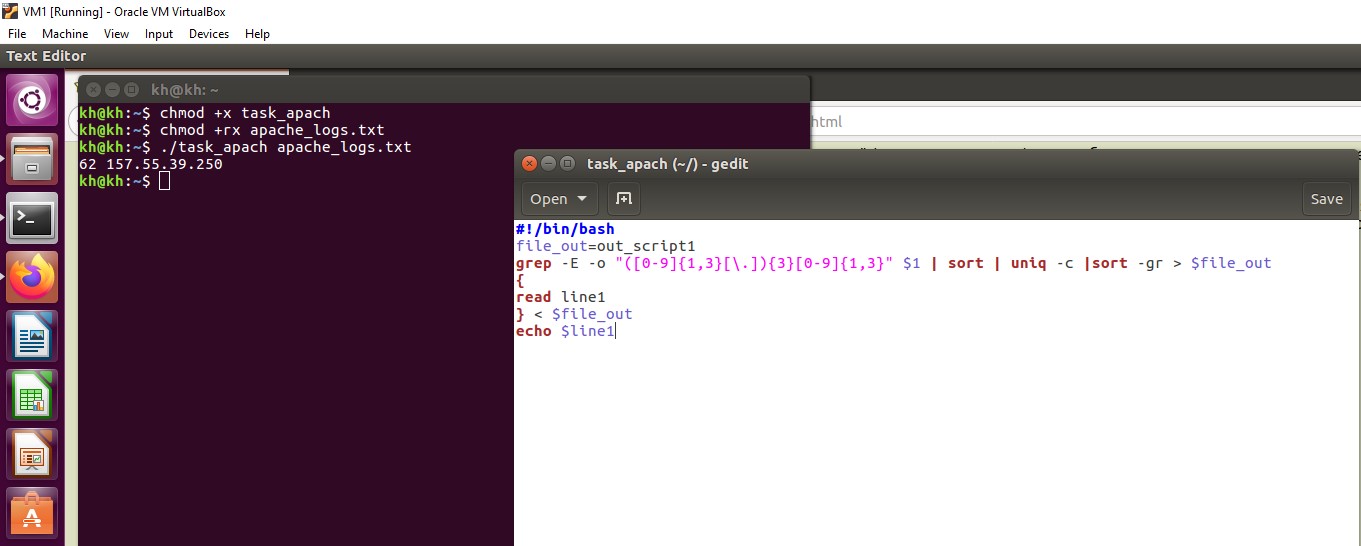 VM1 [Running] - Oracle VM VirtualBox
File Machine View Input Devices Help
Text Editor
kh@kh: ~
kh@kh:~$ chmod +x task_apach
kh@kh:~$ chmod +rx apache_logs.txt
kh@kh:~$ ./task_apach apache_logs.txt
62 157.55.39.250
kh@kh:~$
html
task_apach (~/) - gedit
Open Save
#!/bin/bash
file_out=out_script1
grep -E -o "([0-9]{1,3}[\.]){3}[0-9]{1,3}" $1 | sort | uniq -c |sort -gr > $file_out
{
read line1
} < $file_out
echo $line1